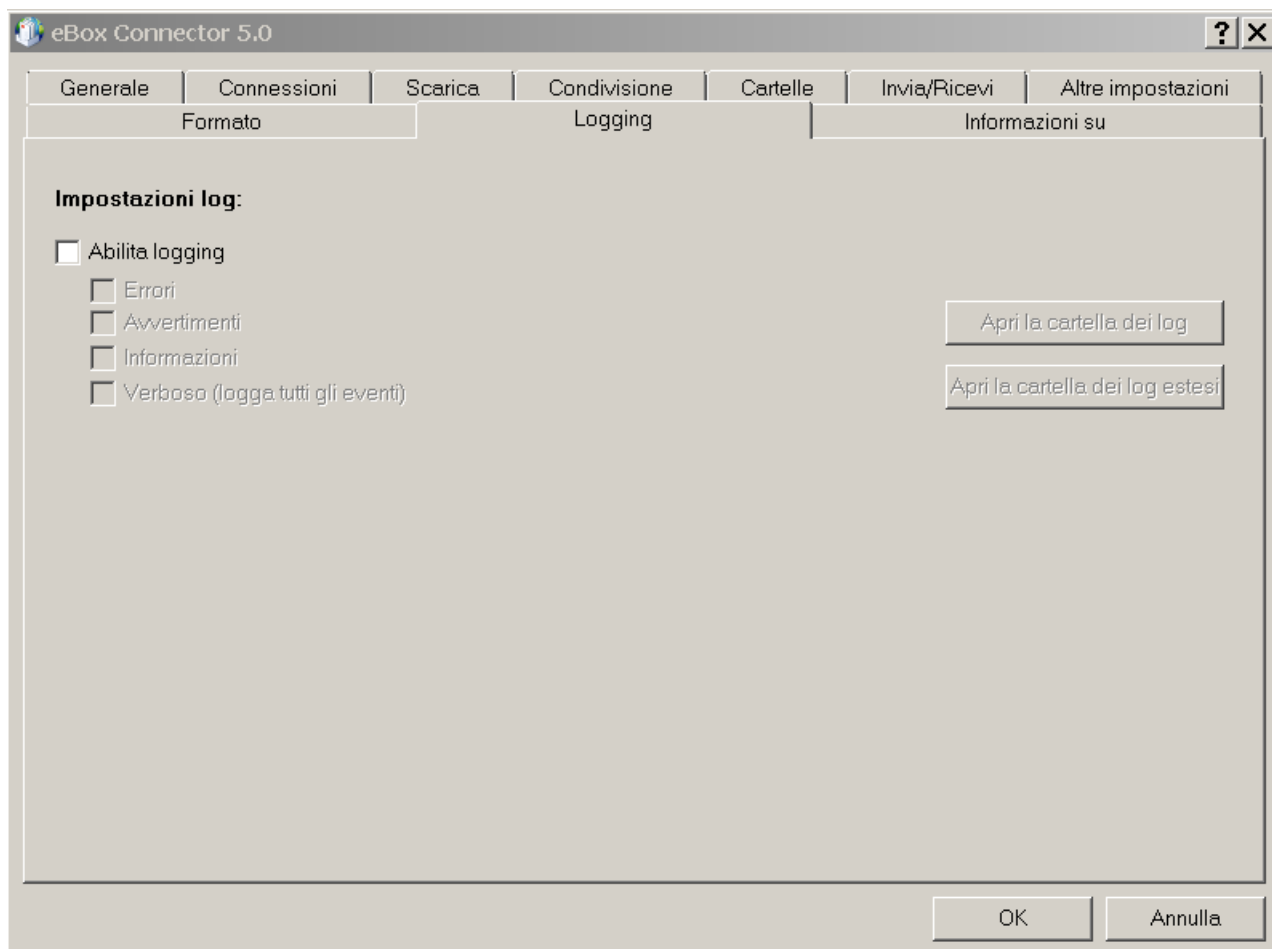 eBox Connector 5.0
Generale Connessioni Scarica Condivisione Cartelle Invia/Ricevi Altre impostazioni
Formato Logging Informazioni su
Impostazioni log:
Abilita logging
Errori
Avvertimenti
Apri la cartella dei log
Informazioni
Verboso (logga tutti gli eventi)
Apri la cartella dei log estesi
OK Annulla